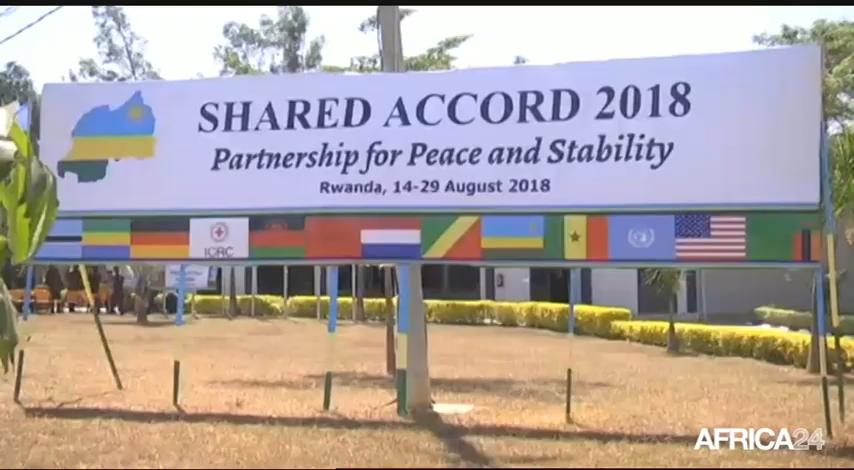 SHARED ACCORD 2018
Partnership for Peace and Stability
Rwanda, 14-29 August 2018
ICRC
AFRICA24